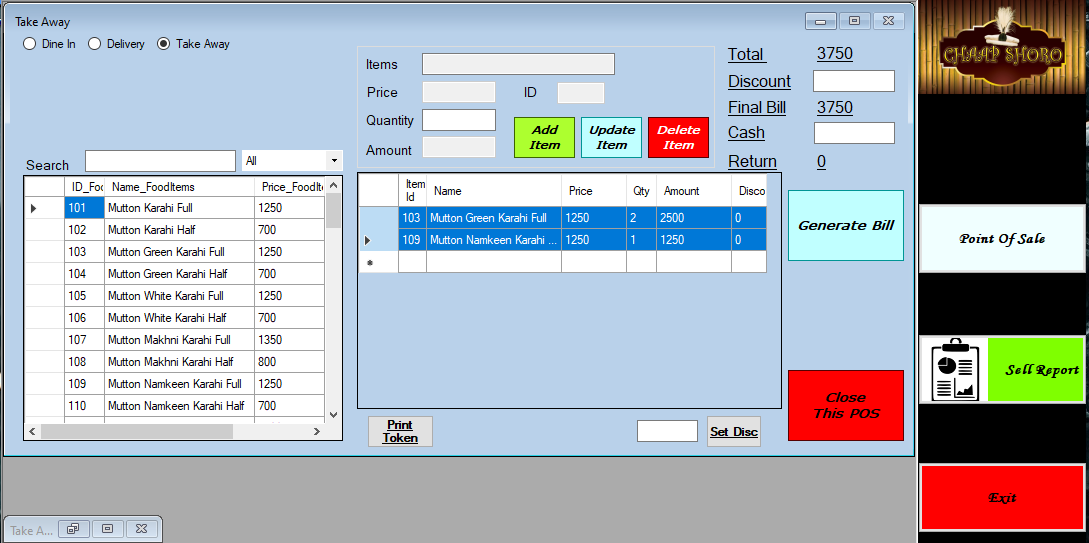 Take Away
Dine In Delivery Take Away
Items
Price ID
Quantity
Amount
Add Item
Update Item
Delete Item
Total 3750
Discount
Final Bill 3750
Cash
Return 0
Search All
ID_Foo Name_FoodItems Price_FoodIte
101 Mutton Karahi Full 1250
102 Mutton Karahi Half 700
103 Mutton Green Karahi Full 1250
104 Mutton Green Karahi Half 700
105 Mutton White Karahi Full 1250
106 Mutton White Karahi Half 700
107 Mutton Makhni Karahi Full 1350
108 Mutton Makhni Karahi Half 800
109 Mutton Namkeen Karahi Full 1250
110 Mutton Namkeen Karahi Half 700
Item Id Name Price Qty Amount Disco
103 Mutton Green Karahi Full 1250 2 2500 0
109 Mutton Namkeen Karahi ... 1250 1 1250 0
Generate Bill
Close This POS
Print Token
Set Disc
CHAAP SHORO
Point Of Sale
Sell Report
Exit
Take A...